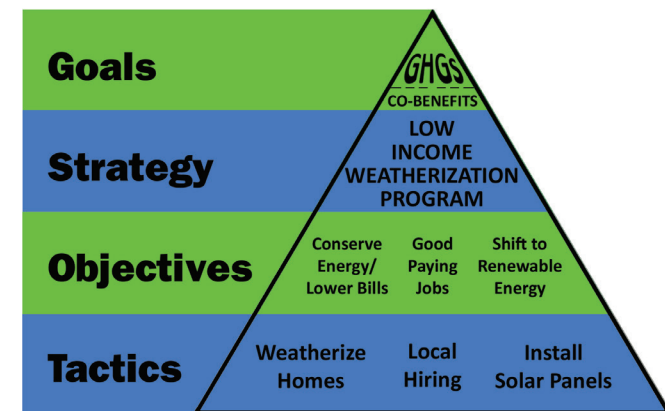 Goals
GHGs
CO-BENEFITS
Strategy
LOW
INCOME
WEATHERIZATION
PROGRAM
Objectives
Conserve
Energy/
Lower Bills
Good
Paying
Jobs
Shift to
Renewable
Energy
Tactics
Weatherize
Homes
Local
Hiring
Install
Solar Panels